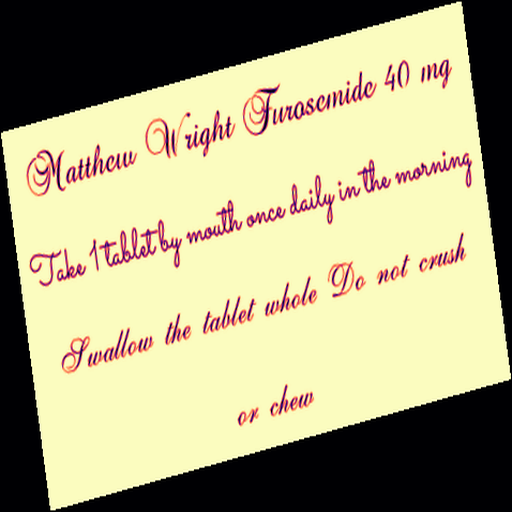 Matthew Wright Furosemide 40 mg
Take 1 tablet by mouth once daily in the morning
Swallow the tablet whole Do not crush
or chew